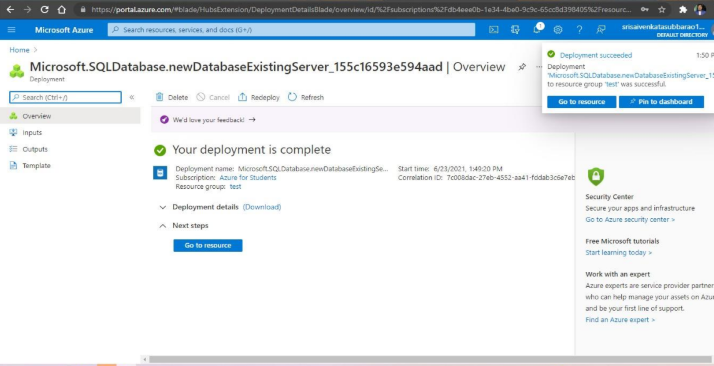 https://portal.azure.com/#blade/HubsExtension/DeploymentDetailsBlade/overview/id/%2Fsubscriptions%2Fdb4eee0b-1e34-4be0-9c9c-65cc8d398405%2Fresourc...
Microsoft Azure
Search resources, services, and docs (G+/)
1
srisaivenkatasubbarao1...
DEFAULT DIRECTORY
Home >
Microsoft.SQLDatabase.newDatabaseExistingServer_155c16593e594aad | Overview
Deployment
Deployment succeeded 1:50 P
Deployment
'Microsoft.SQLDatabase.newDatabaseExistingServer_15
to resource group 'test' was successful.
Go to resource
Pin to dashboard
Search (Ctrl+/)
«
Delete Cancel Redeploy Refresh
Overview
Inputs
Outputs
Template
We'd love your feedback! →
Your deployment is complete
Deployment name: Microsoft.SQLDatabase.newDatabaseExistingSe...
Subscription: Azure for Students
Resource group: test
Start time: 6/23/2021, 1:49:20 PM
Correlation ID: 7c008dac-27eb-4552-aa41-fddab3c6e7eb
Deployment details (Download)
Next steps
Go to resource
Security Center
Secure your apps and infrastructure
Go to Azure security center >
Free Microsoft tutorials
Start learning today >
Work with an expert
Azure experts are service provider partner
who can help manage your assets on Azur
and be your first line of support.
Find an Azure expert >